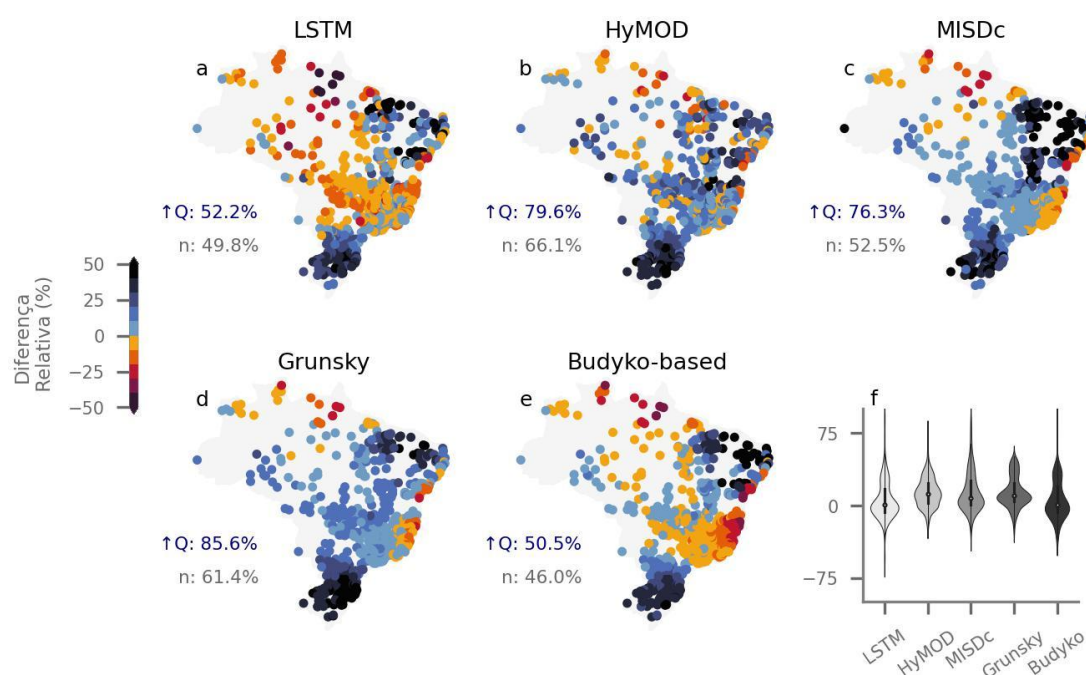 LSTM
HyMOD
MISDc
a
b
c
↑Q: 52.2%
n: 49.8%
↑Q: 79.6%
n: 66.1%
↑Q: 76.3%
n: 52.5%
Diferença
Relativa (%)
50
25
0
−25
−50
Grunsky
Budyko-based
d
e
f
↑Q: 85.6%
n: 61.4%
↑Q: 50.5%
n: 46.0%
75
0
−75
LSTM
HyMOD
MISDc
Grunsky
Budyko